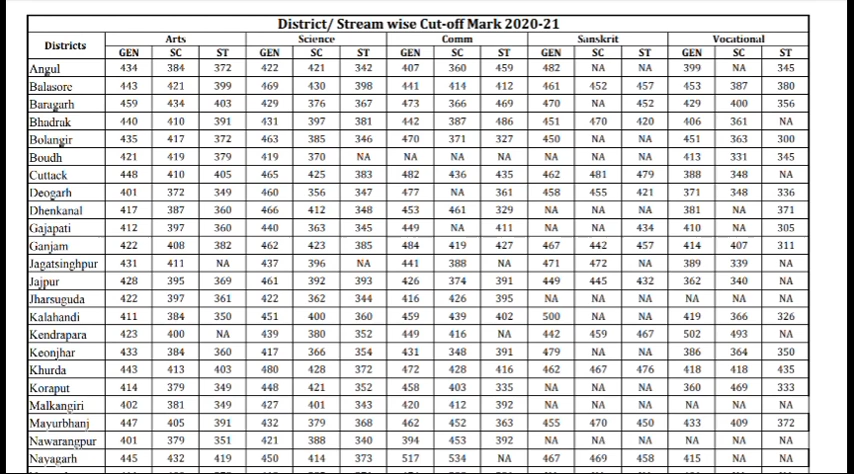 District/ Stream wise Cut-off Mark 2020-21
Districts Arts Science Comm Sanskrit Vocational
GEN SC ST GEN SC ST GEN SC ST GEN SC ST GEN SC ST
Angul 434 384 372 422 421 342 407 360 459 482 NA NA 399 NA 345
Balasore 443 421 399 469 430 398 441 414 412 461 452 457 453 387 380
Baragarh 459 434 403 429 376 367 473 366 469 470 NA 452 429 400 356
Bhadrak 440 410 391 431 397 381 442 387 486 451 470 420 406 361 NA
Bolangir 435 417 372 463 385 346 470 371 327 450 NA NA 451 363 300
Boudh 421 419 379 419 370 NA NA NA NA NA NA NA 413 331 345
Cuttack 448 410 405 465 425 383 482 436 435 462 481 479 388 348 NA
Deogarh 401 372 349 460 356 347 477 NA 361 458 455 421 371 348 336
Dhenkanal 417 387 360 466 412 348 453 461 329 NA NA NA 381 NA 371
Gajapati 412 397 360 440 363 345 449 NA 411 NA NA 434 410 NA 305
Ganjam 422 408 382 462 423 385 484 419 427 467 442 457 414 407 311
Jagatsinghpur 431 411 NA 437 396 NA 441 388 NA 471 472 NA 389 339 NA
Jajpur 428 395 369 461 392 393 426 374 391 449 445 432 362 340 NA
Jharsuguda 422 397 361 422 362 344 416 426 395 NA NA NA NA NA NA
Kalahandi 411 384 350 451 400 360 459 439 402 500 NA NA 419 366 326
Kendrapara 423 400 NA 439 380 352 449 416 NA 442 459 467 502 493 NA
Keonjhar 433 384 360 417 366 354 431 348 391 479 NA NA 386 364 350
Khurda 443 413 403 480 428 372 472 428 416 462 467 476 418 418 435
Koraput 414 379 349 448 421 352 458 403 335 NA NA NA 360 469 333
Malkangiri 402 381 349 427 401 343 420 412 392 NA NA NA NA NA NA
Mayurbhanj 447 405 391 432 379 368 462 452 363 455 470 450 433 409 372
Nawarangpur 401 379 351 421 388 340 394 453 392 NA NA NA NA NA NA
Nayagarh 445 432 419 450 414 373 517 534 NA 467 469 458 415 NA NA